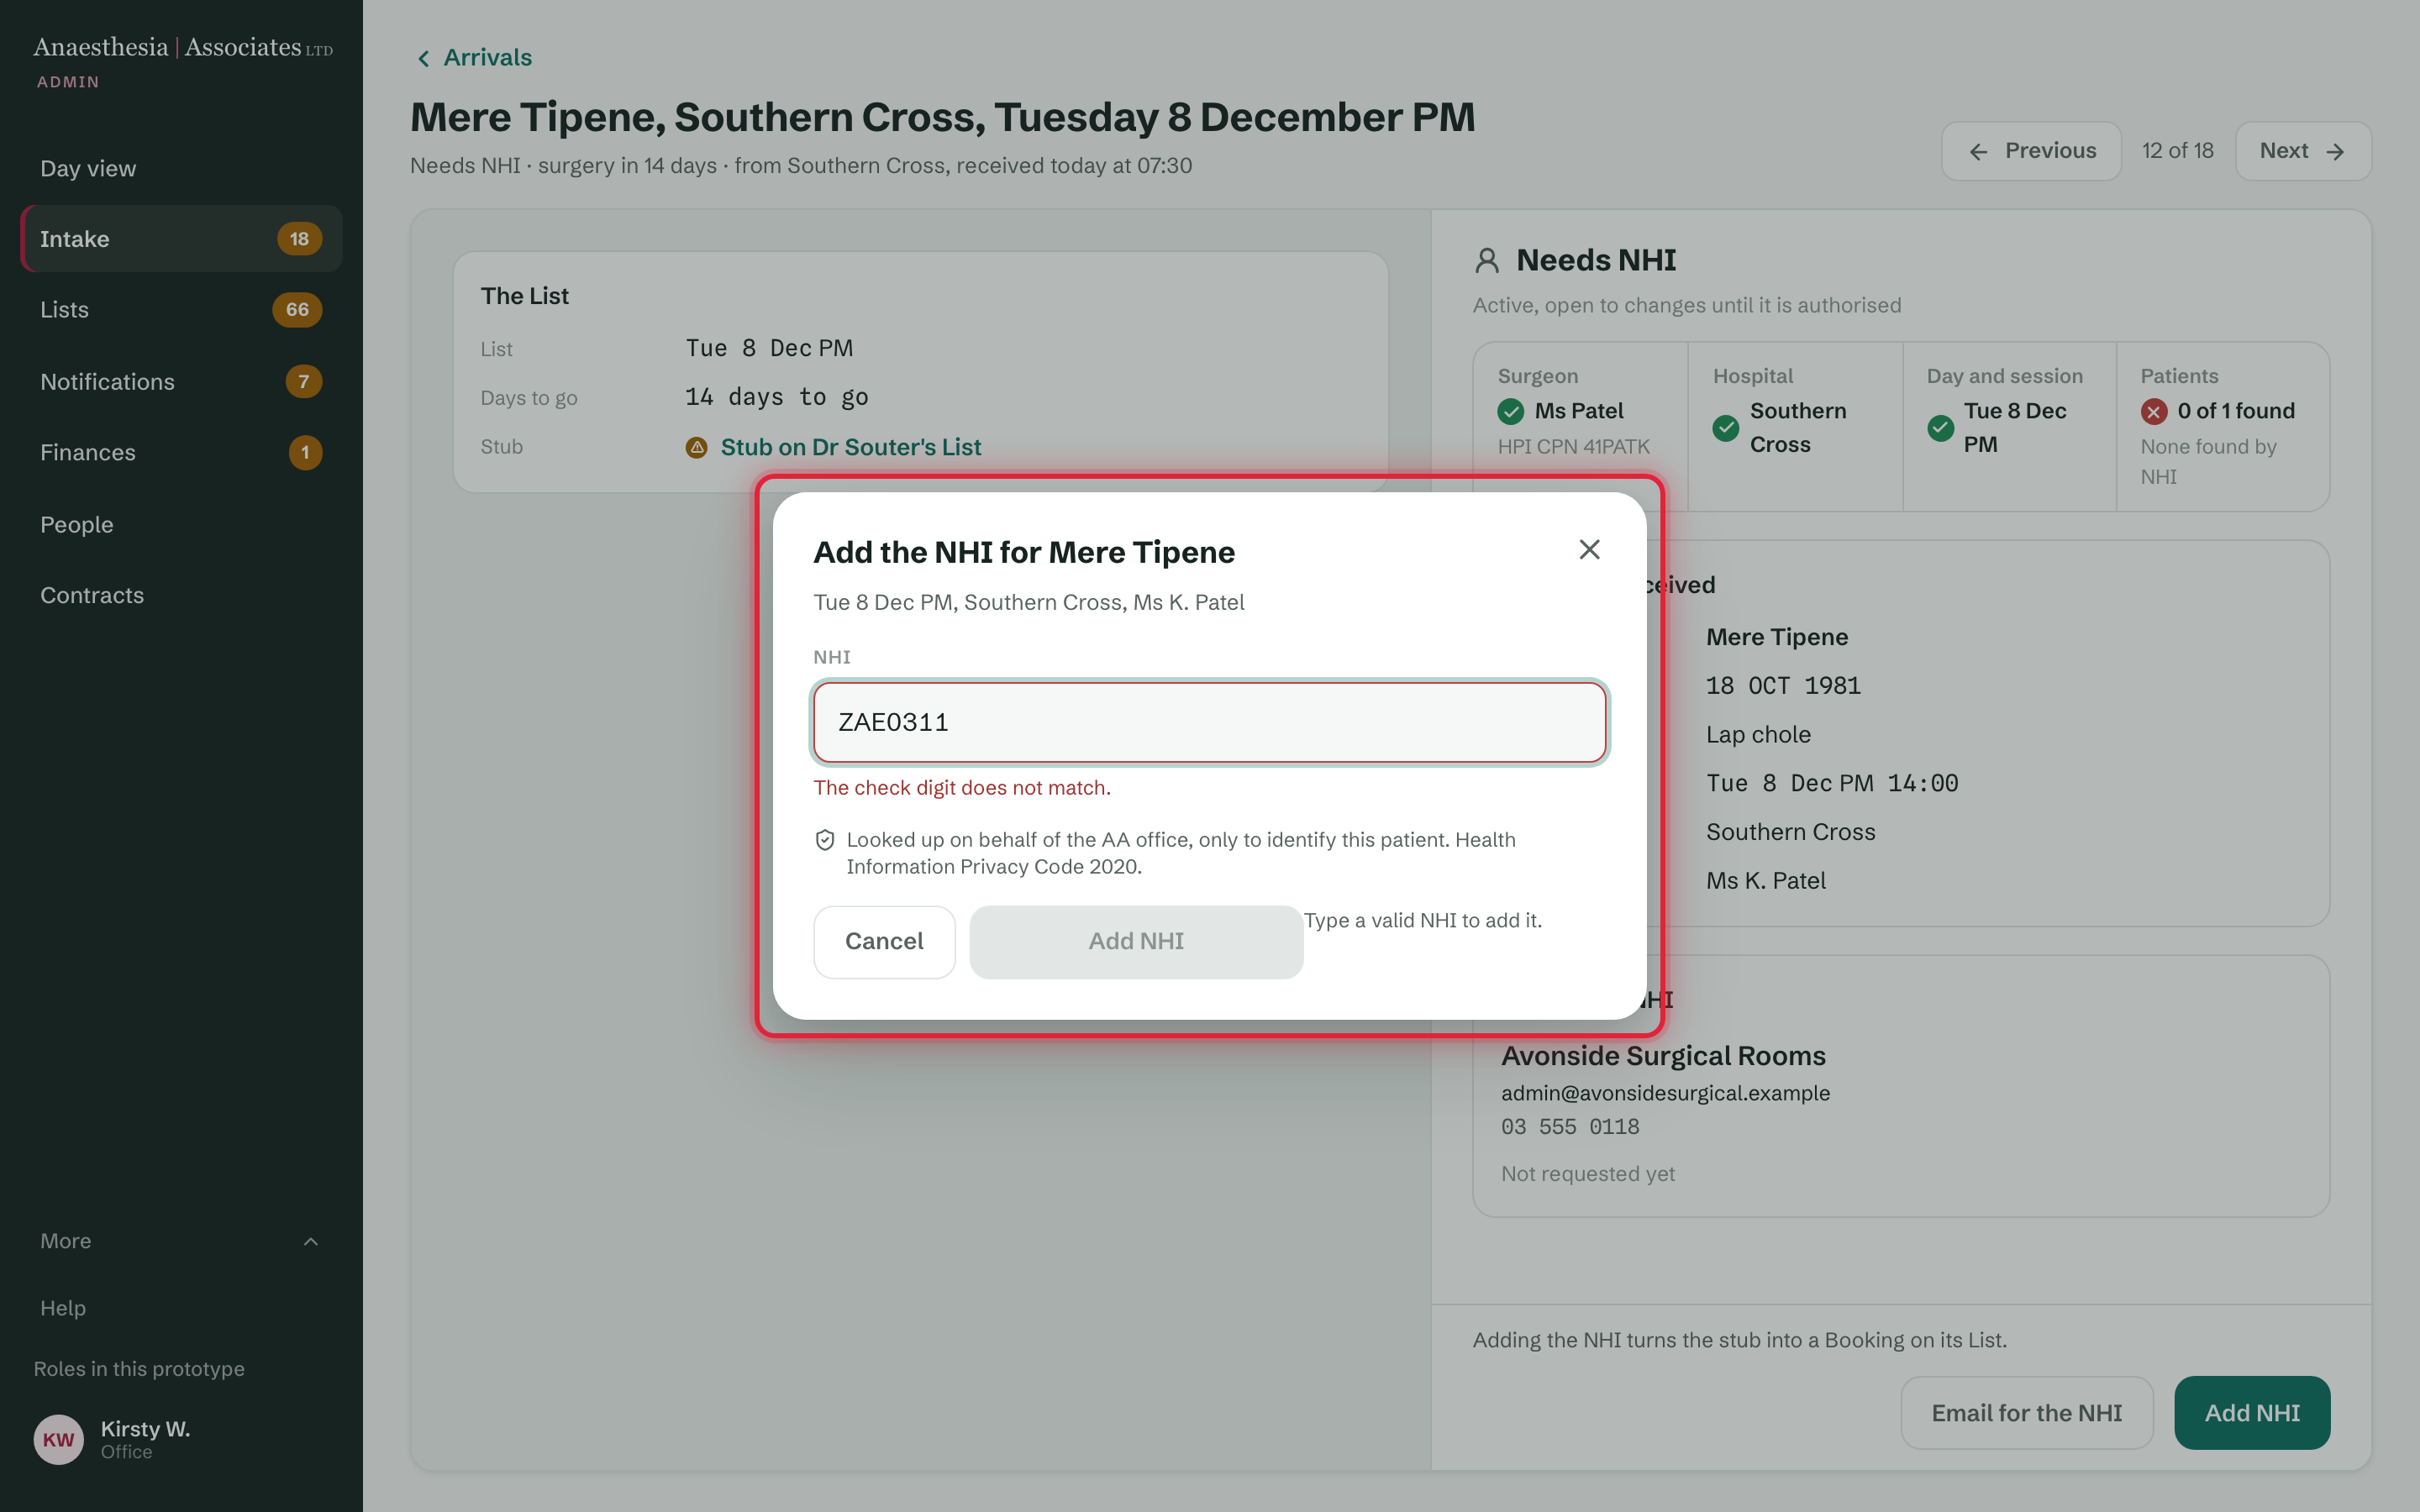 Anaesthesia | Associates LTD
ADMIN
Day view
Intake 18
Lists 66
Notifications 7
Finances 1
People
Contracts
More
Help
Roles in this prototype
KW
Kirsty W.
Office
Arrivals
Mere Tipene, Southern Cross, Tuesday 8 December PM
Needs NHI · surgery in 14 days · from Southern Cross, received today at 07:30
Previous
12 of 18
Next
The List
List Tue 8 Dec PM
Days to go 14 days to go
Stub Stub on Dr Souter's List
Needs NHI
Active, open to changes until it is authorised
Surgeon
Ms Patel
HPI CPN 41PATK
Hospital
Southern
Cross
Day and session
Tue 8 Dec
PM
Patients
0 of 1 found
None found by
NHI
Mere Tipene
18 OCT 1981
Lap chole
Tue 8 Dec PM 14:00
Southern Cross
Ms K. Patel
Avonside Surgical Rooms
admin@avonsidesurgical.example
03 555 0118
Not requested yet
Adding the NHI turns the stub into a Booking on its List.
Email for the NHI
Add NHI
Add the NHI for Mere Tipene
Tue 8 Dec PM, Southern Cross, Ms K. Patel
NHI
ZAE0311
The check digit does not match.
Looked up on behalf of the AA office, only to identify this patient. Health
Information Privacy Code 2020.
Cancel
Add NHI
Type a valid NHI to add it.